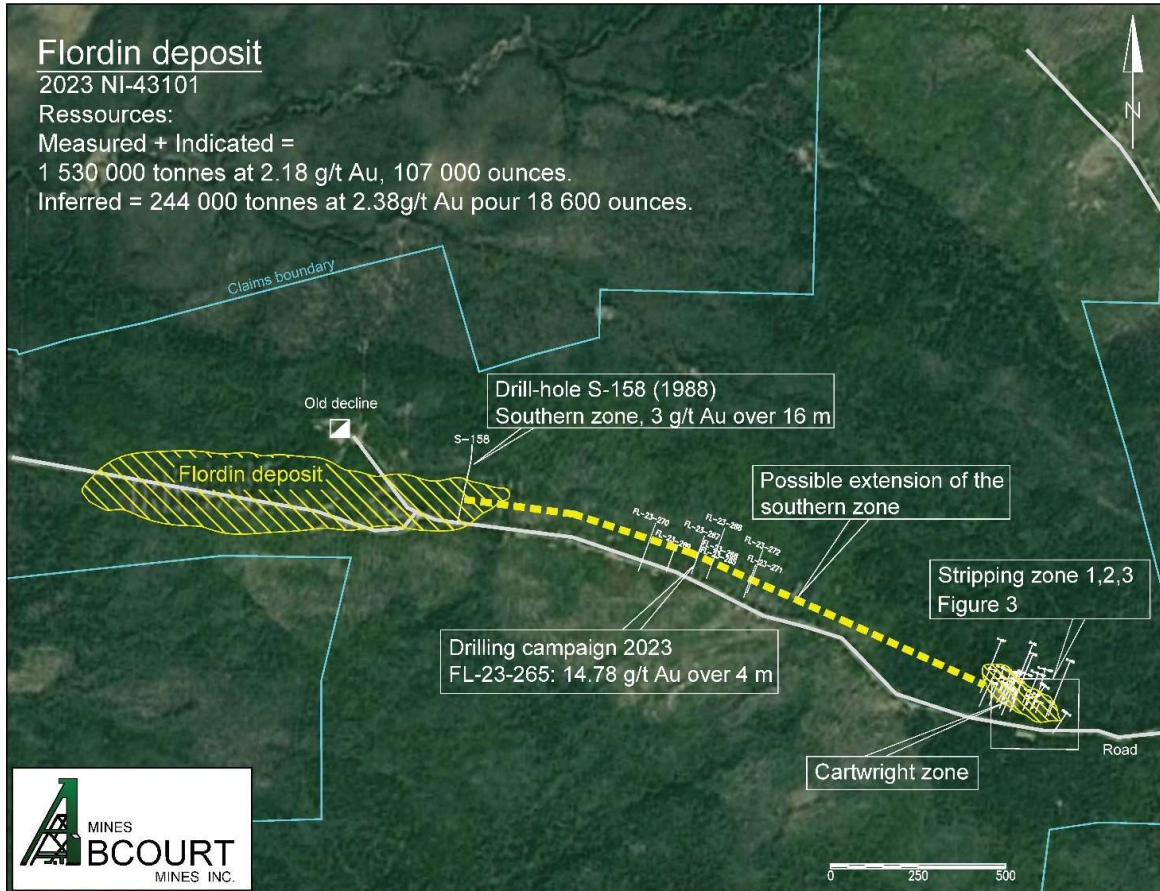 Flordin deposit
2023 NI-43101
Ressources:
Measured + Indicated =
1 530 000 tonnes at 2.18 g/t Au, 107 000 ounces.
Inferred = 244 000 tonnes at 2.38g/t Au pour 18 600 ounces.
N
Claims boundary
Drill-hole S-158 (1988)
Southern zone, 3 g/t Au over 16 m
Old decline
S-158
Flordin deposit
Possible extension of the
southern zone
FL-23-270
FL-23-267
FL-23-272
FL-23-271
Stripping zone 1,2,3
Figure 3
Drilling campaign 2023
FL-23-265: 14.78 g/t Au over 4 m
Cartwright zone
Road
MINES
ABCOURT
MINES INC.
0 250 500